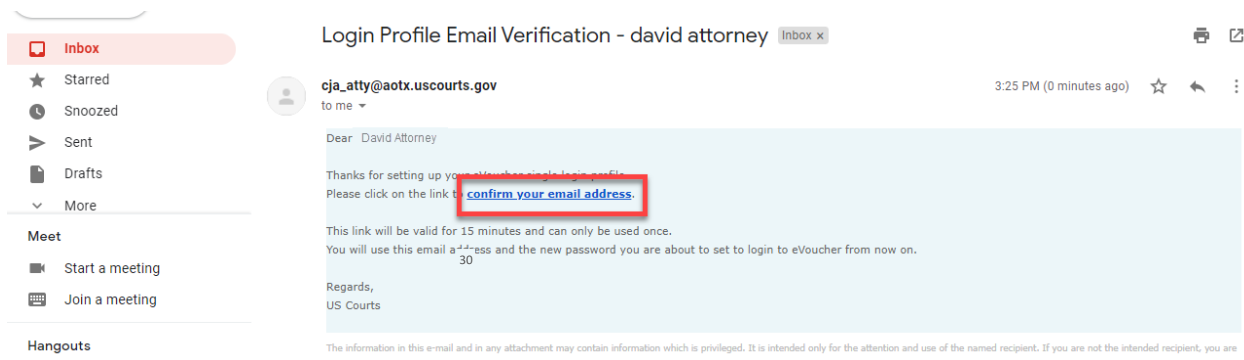 Login Profile Email Verification - david attorney Inbox x
Inbox
Starred
Snoozed
Sent
Drafts
More
Meet
Start a meeting
Join a meeting
Hangouts
cja_atty@aotx.uscourts.gov 3:25 PM (0 minutes ago)
to me
Dear David Attorney
Thanks for setting up your eVoucher single login profile.
Please click on the link to confirm your email address.
This link will be valid for 15 minutes and can only be used once.
You will use this email address and the new password you are about to set to login to eVoucher from now on.
30
Regards,
US Courts
The information in this e-mail and in any attachment may contain information which is privileged. It is intended only for the attention and use of the named recipient. If you are not the intended recipient, you are